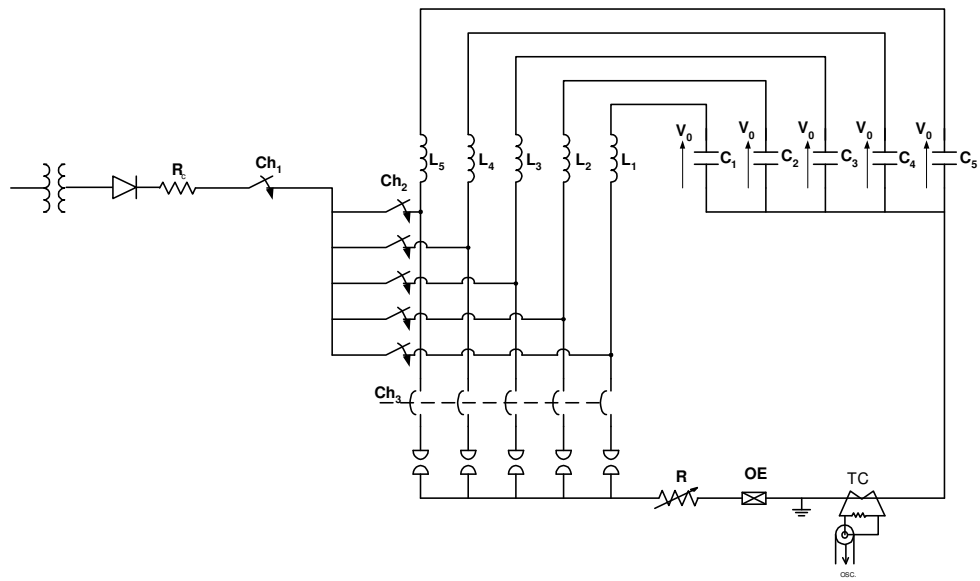 V₀ V₀ V₀ V₀ V₀
L₅ L₄ L₃ L₂ L₁ C₁ C₂ C₃ C₄ C₅
R꜀ Ch₁
Ch₂
Ch₃
R OE TC
OSC.